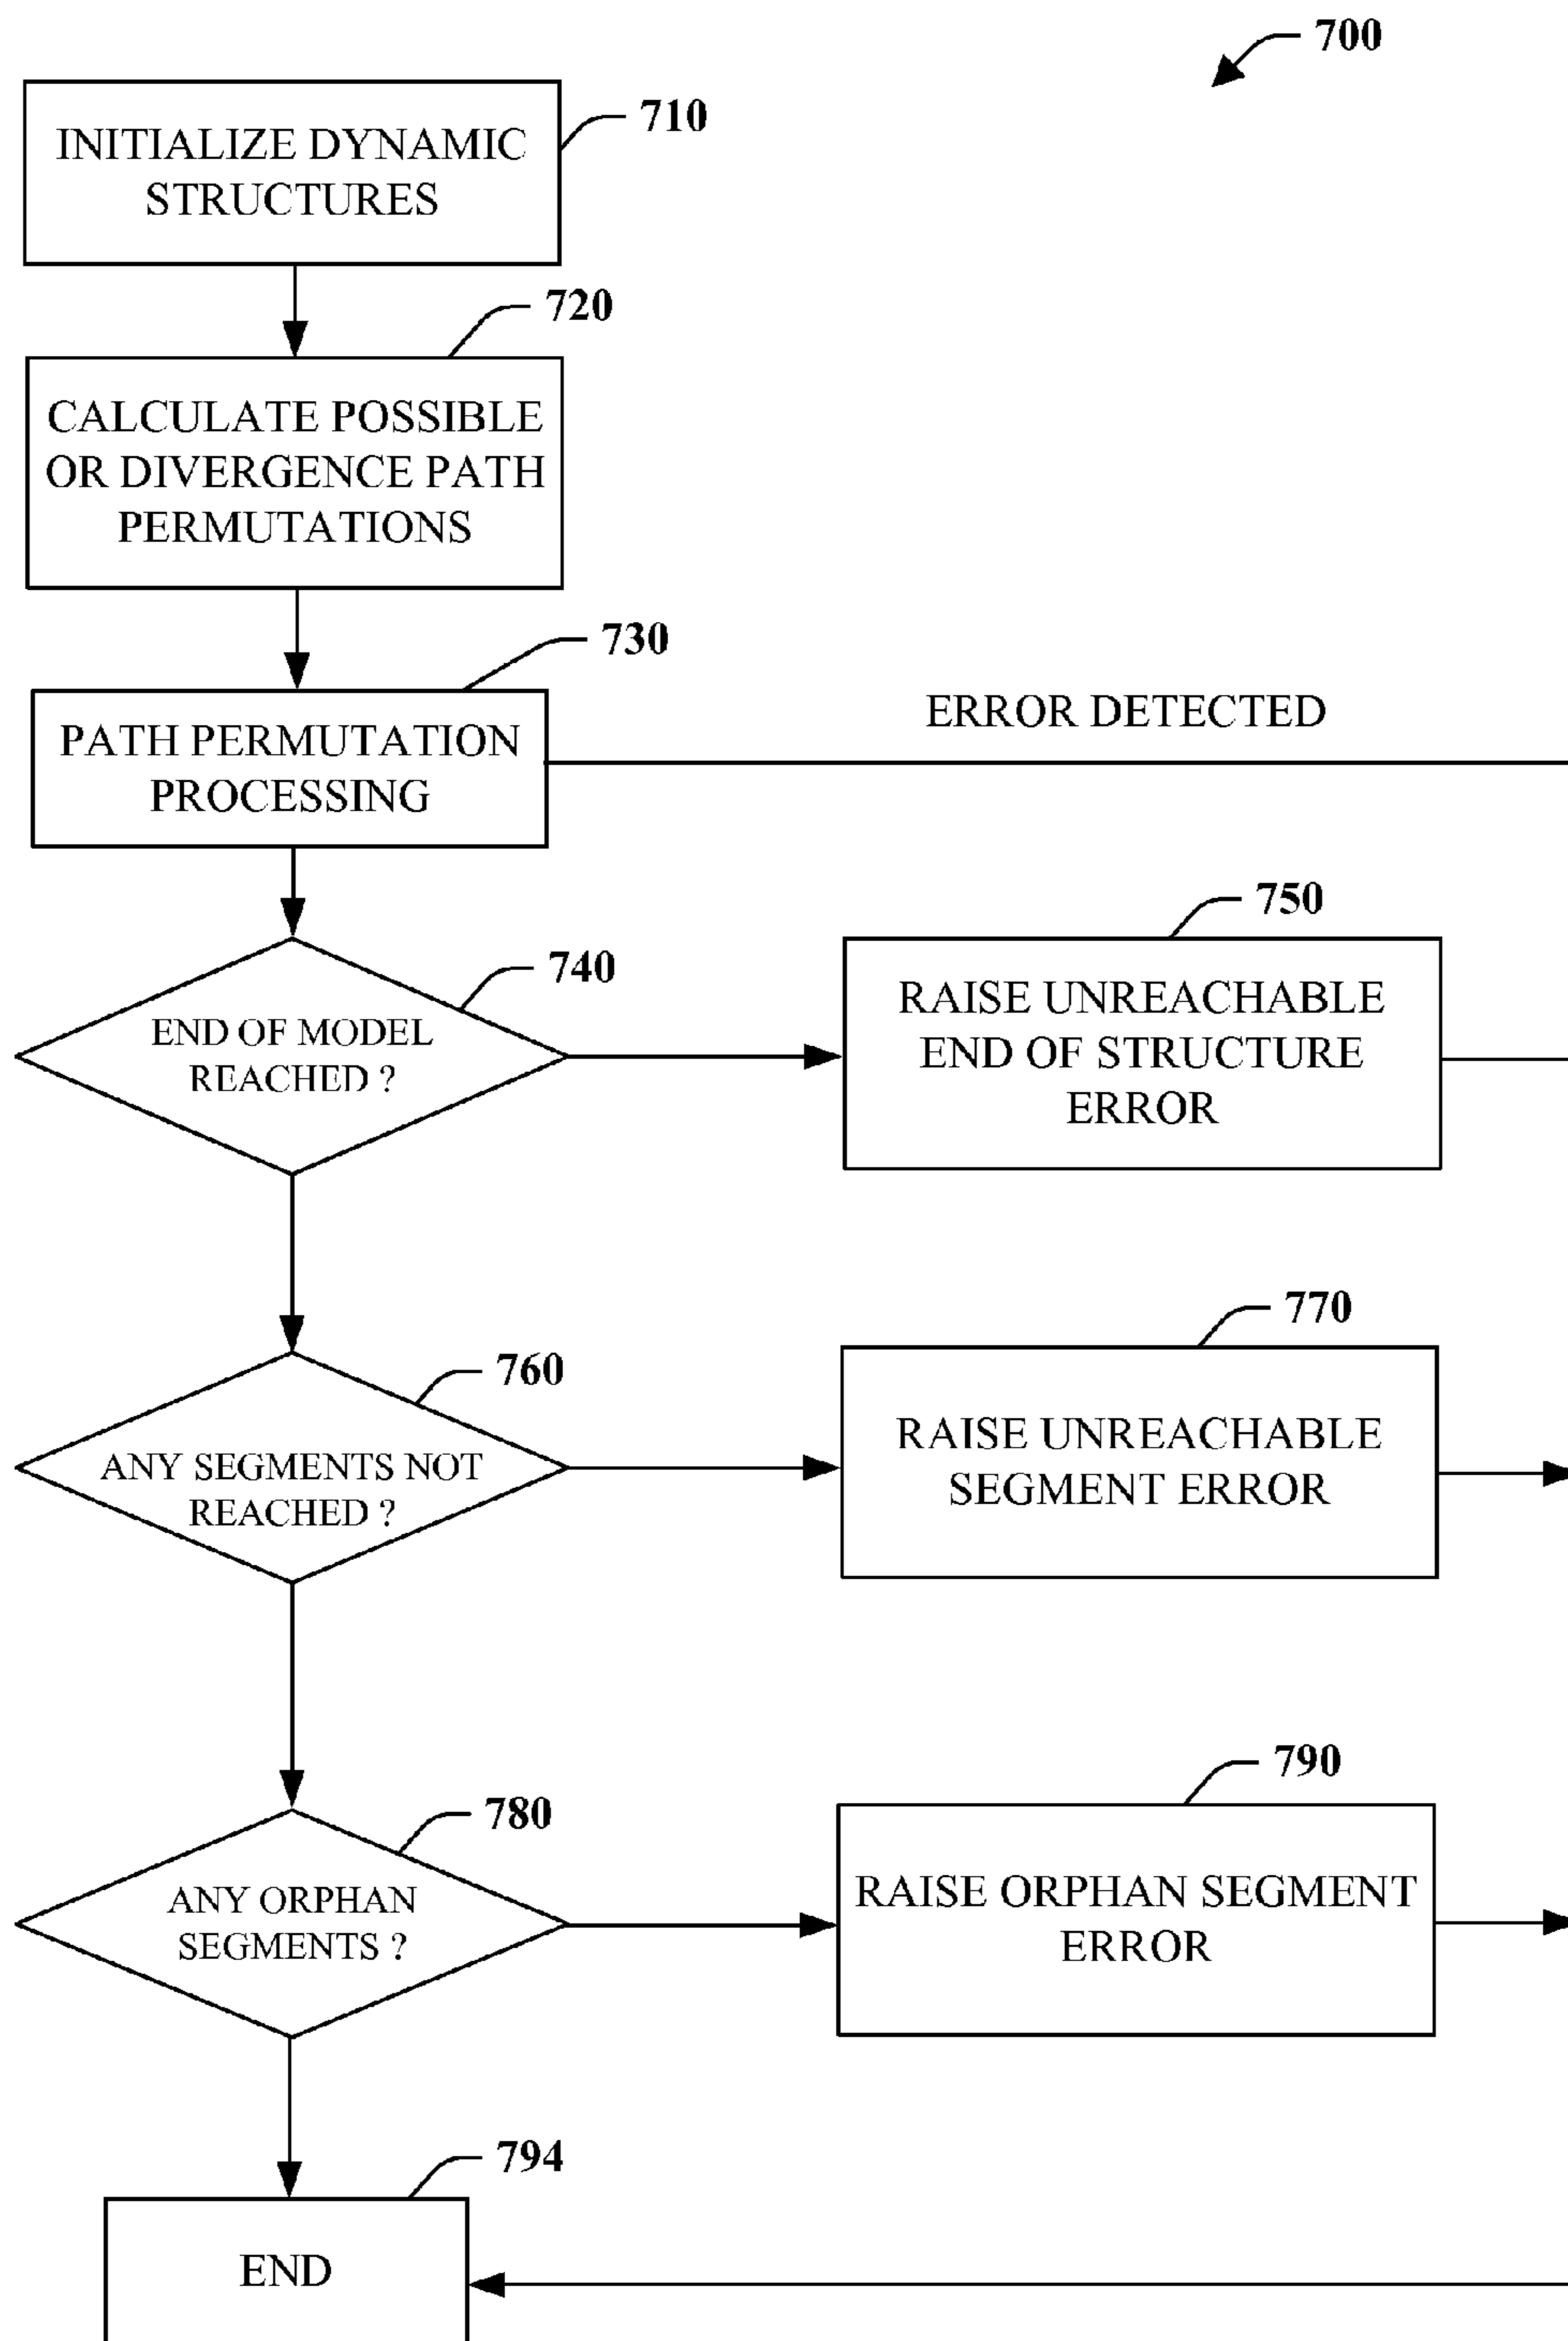 700
710
INITIALIZE DYNAMIC
STRUCTURES
720
CALCULATE POSSIBLE
OR DIVERGENCE PATH
PERMUTATIONS
730
PATH PERMUTATION
PROCESSING
ERROR DETECTED
740
END OF MODEL
REACHED ?
750
RAISE UNREACHABLE
END OF STRUCTURE
ERROR
760
ANY SEGMENTS NOT
REACHED ?
770
RAISE UNREACHABLE
SEGMENT ERROR
780
ANY ORPHAN
SEGMENTS ?
790
RAISE ORPHAN SEGMENT
ERROR
794
END